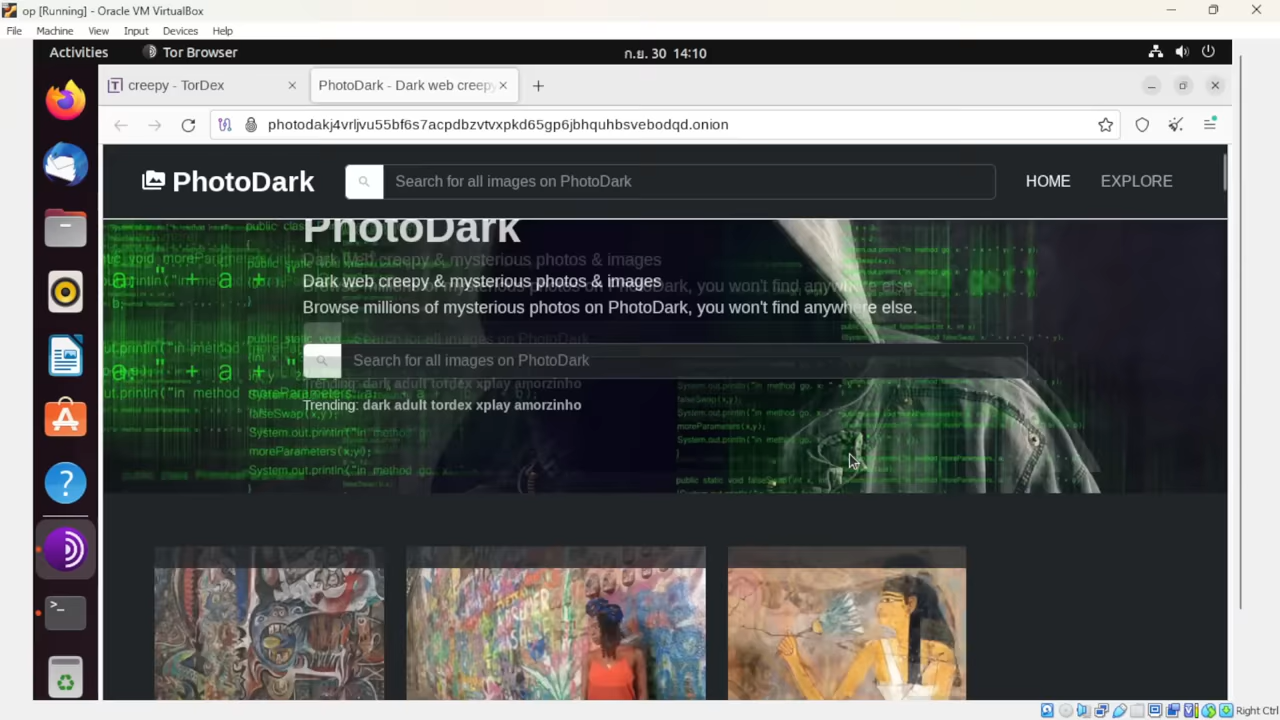 op [Running] - Oracle VM VirtualBox
File Machine View Input Devices Help
Activities Tor Browser ก.ย. 30 14:10
creepy - TorDex
PhotoDark - Dark web creepy
photodakj4vrljvu55bf6s7acpdbzvtvxpkd65gp6jbhquhbsvebodqd.onion
PhotoDark
Search for all images on PhotoDark
HOME EXPLORE
PhotoDark
Dark web creepy & mysterious photos & images
Browse millions of mysterious photos on PhotoDark, you won't find anywhere else.
Search for all images on PhotoDark
Trending: dark adult tordex xplay amorzinho
Right Ctrl